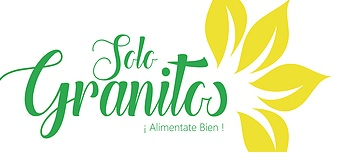 Solo
Granitos
¡ Alimentate Bien !